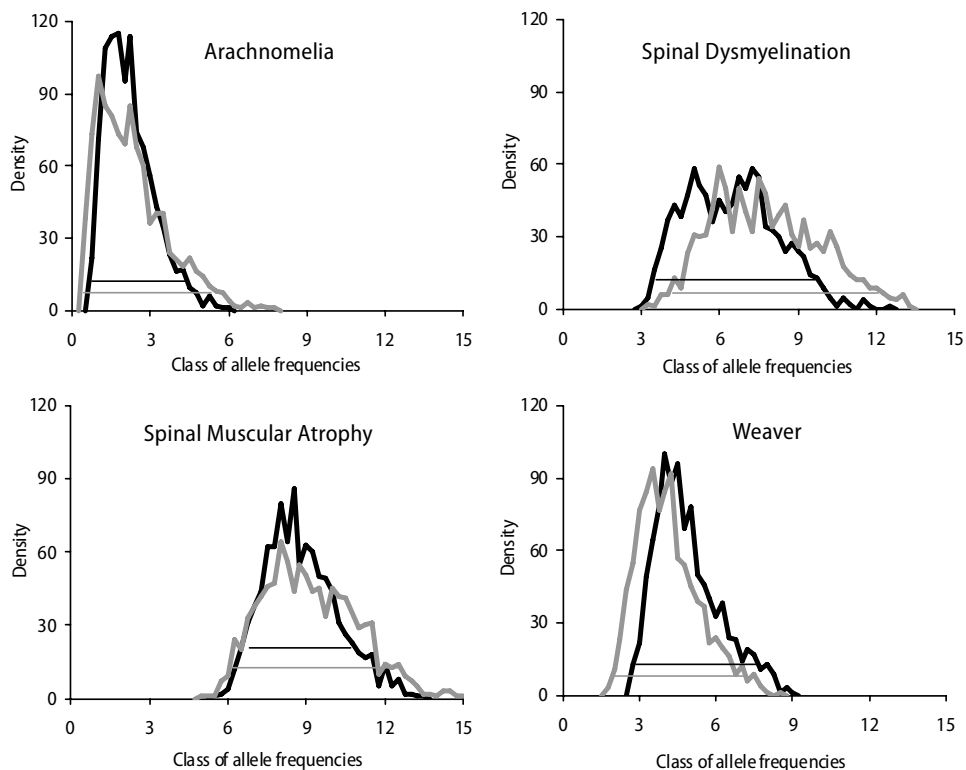 Arachnomelia
Density
120
90
60
30
0
0 3 6 9 12 15
Class of allele frequencies
Spinal Dysmyelination
Density
120
90
60
30
0
0 3 6 9 12 15
Class of allele frequencies
Spinal Muscular Atrophy
Density
120
90
60
30
0
0 3 6 9 12 15
Class of allele frequencies
Weaver
Density
120
90
60
30
0
0 3 6 9 12 15
Class of allele frequencies